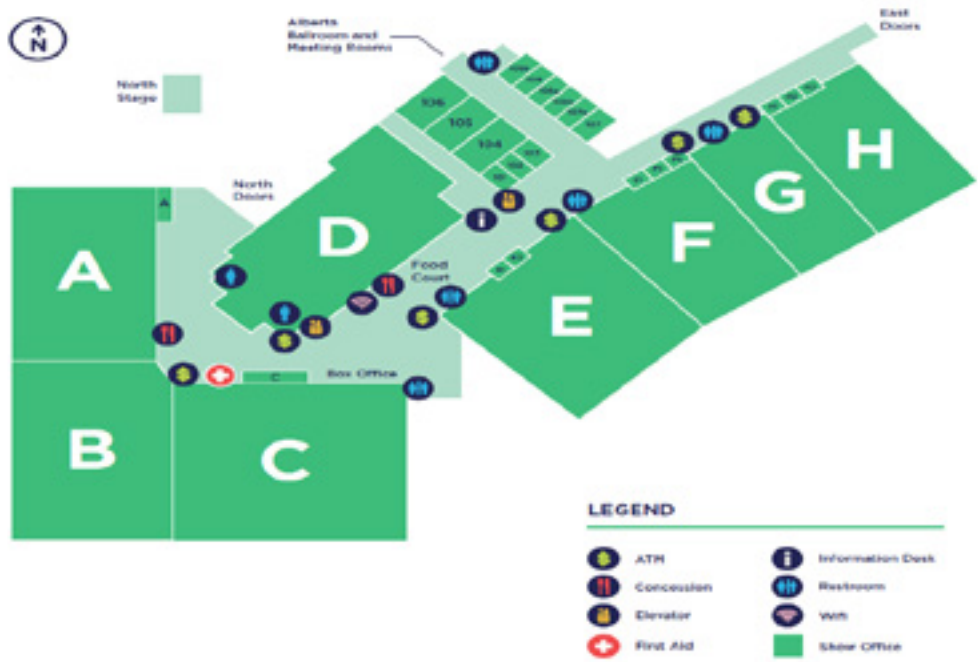 N
Alberta
Ballroom and
Meeting Rooms
East
Doors
North
Stage
106
105
104
North
Doors
A
A
D
H
G
F
E
Food
Court
C
Box Office
B
C
LEGEND
ATM
Concession
Elevator
First Aid
Information Desk
Restroom
Wifi
Show Office